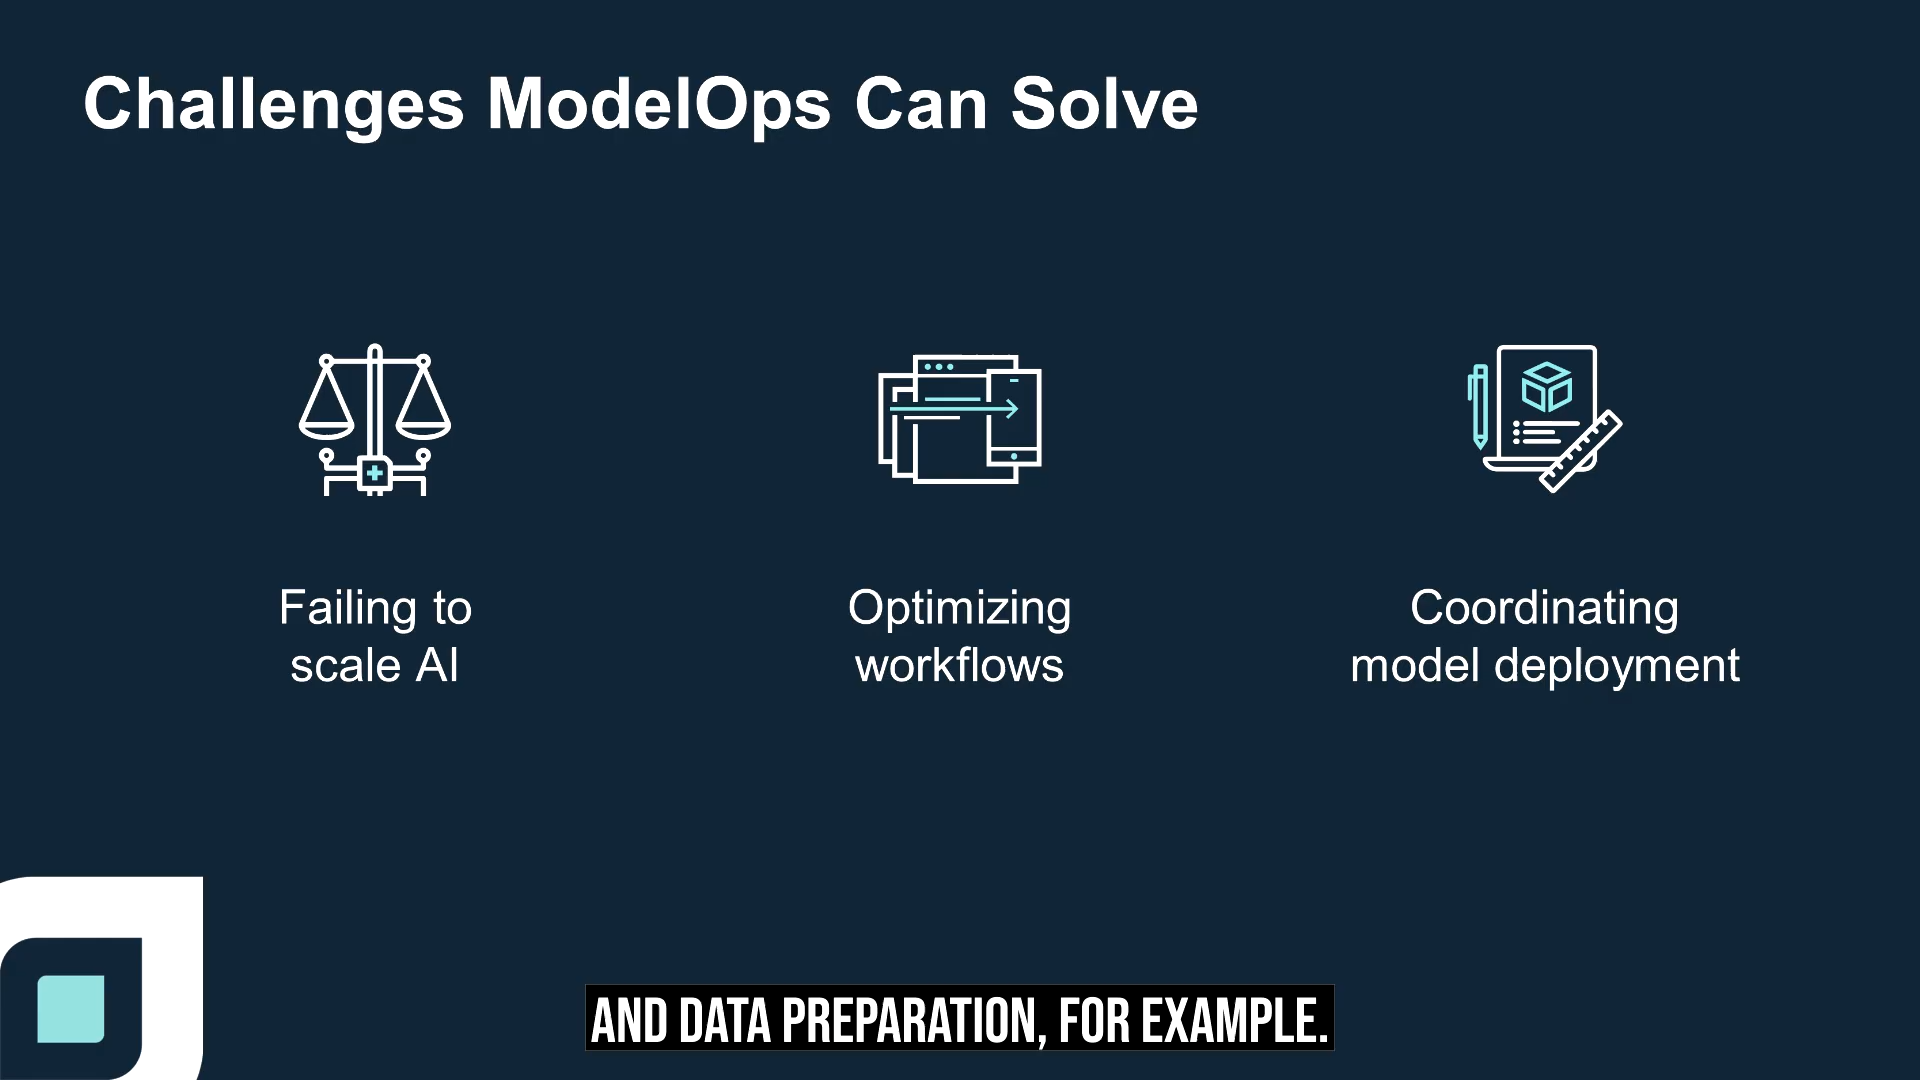 Challenges ModelOps Can Solve
Failing to
scale AI
Optimizing
workflows
Coordinating
model deployment
AND DATA PREPARATION, FOR EXAMPLE.